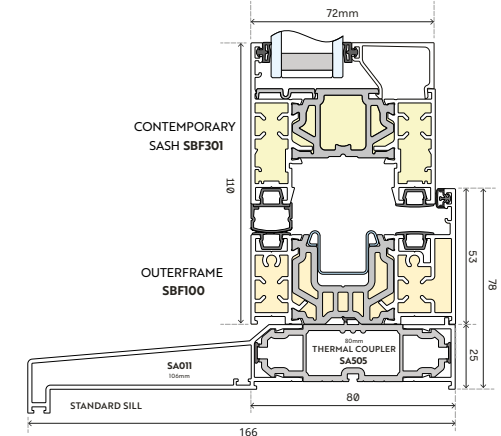 72mm
CONTEMPORARY
SASH SBF301
110
OUTERFRAME
SBF100
53
78
80mm
THERMAL COUPLER
SA505
25
SA011
106mm
STANDARD SILL
80
166